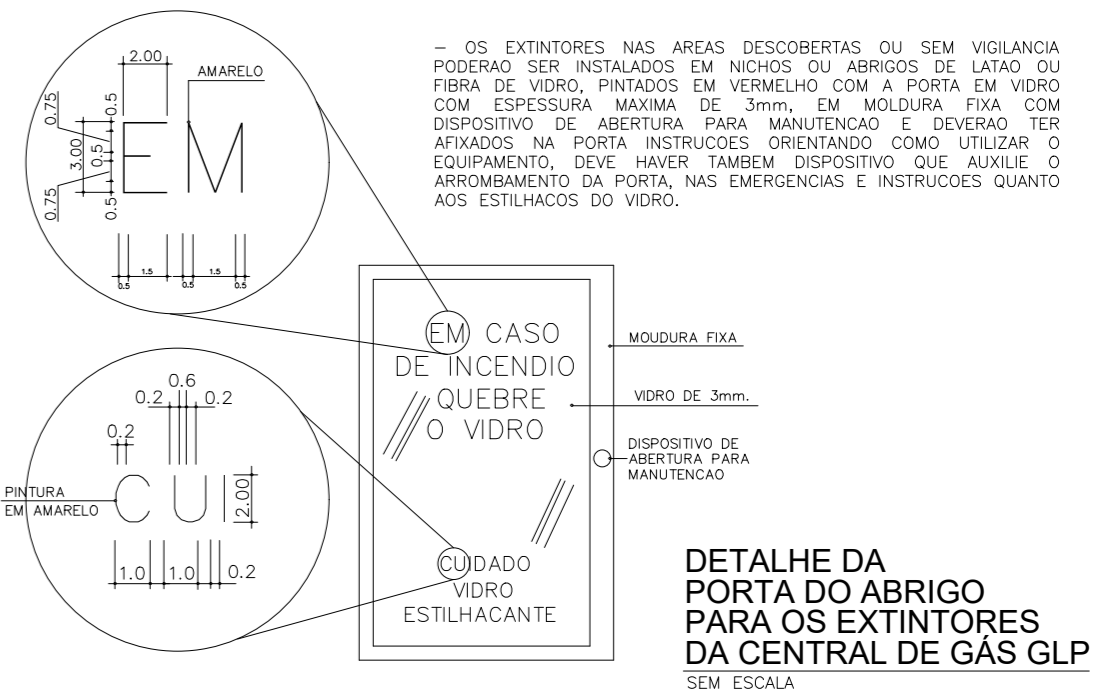 — OS EXTINTORES NAS AREAS DESCOBERTAS OU SEM VIGILANCIA
PODERAO SER INSTALADOS EM NICHOS OU ABRIGOS DE LATAO OU
FIBRA DE VIDRO, PINTADOS EM VERMELHO COM A PORTA EM VIDRO
COM ESPESSURA MAXIMA DE 3mm, EM MOLDURA FIXA COM
DISPOSITIVO DE ABERTURA PARA MANUTENCAO E DEVERAO TER
AFIXADOS NA PORTA INSTRUCOES ORIENTANDO COMO UTILIZAR O
EQUIPAMENTO, DEVE HAVER TAMBEM DISPOSITIVO QUE AUXILIE O
ARROMBAMENTO DA PORTA, NAS EMERGENCIAS E INSTRUCOES QUANTO
AOS ESTILHACOS DO VIDRO.
2.00
AMARELO
0.75
0.5
3.00
0.5
0.75
0.5
EM
1.5
1.5
0.5
0.5
0.5
EM CASO
DE INCENDIO
QUEBRE
O VIDRO
MOUDURA FIXA
VIDRO DE 3mm.
DISPOSITIVO DE
ABERTURA PARA
MANUTENCAO
0.6
0.2
0.2
0.2
CUI
2.00
PINTURA
EM AMARELO
1.0
1.0
0.2
CUIDADO
VIDRO
ESTILHACANTE
DETALHE DA
PORTA DO ABRIGO
PARA OS EXTINTORES
DA CENTRAL DE GÁS GLP
SEM ESCALA